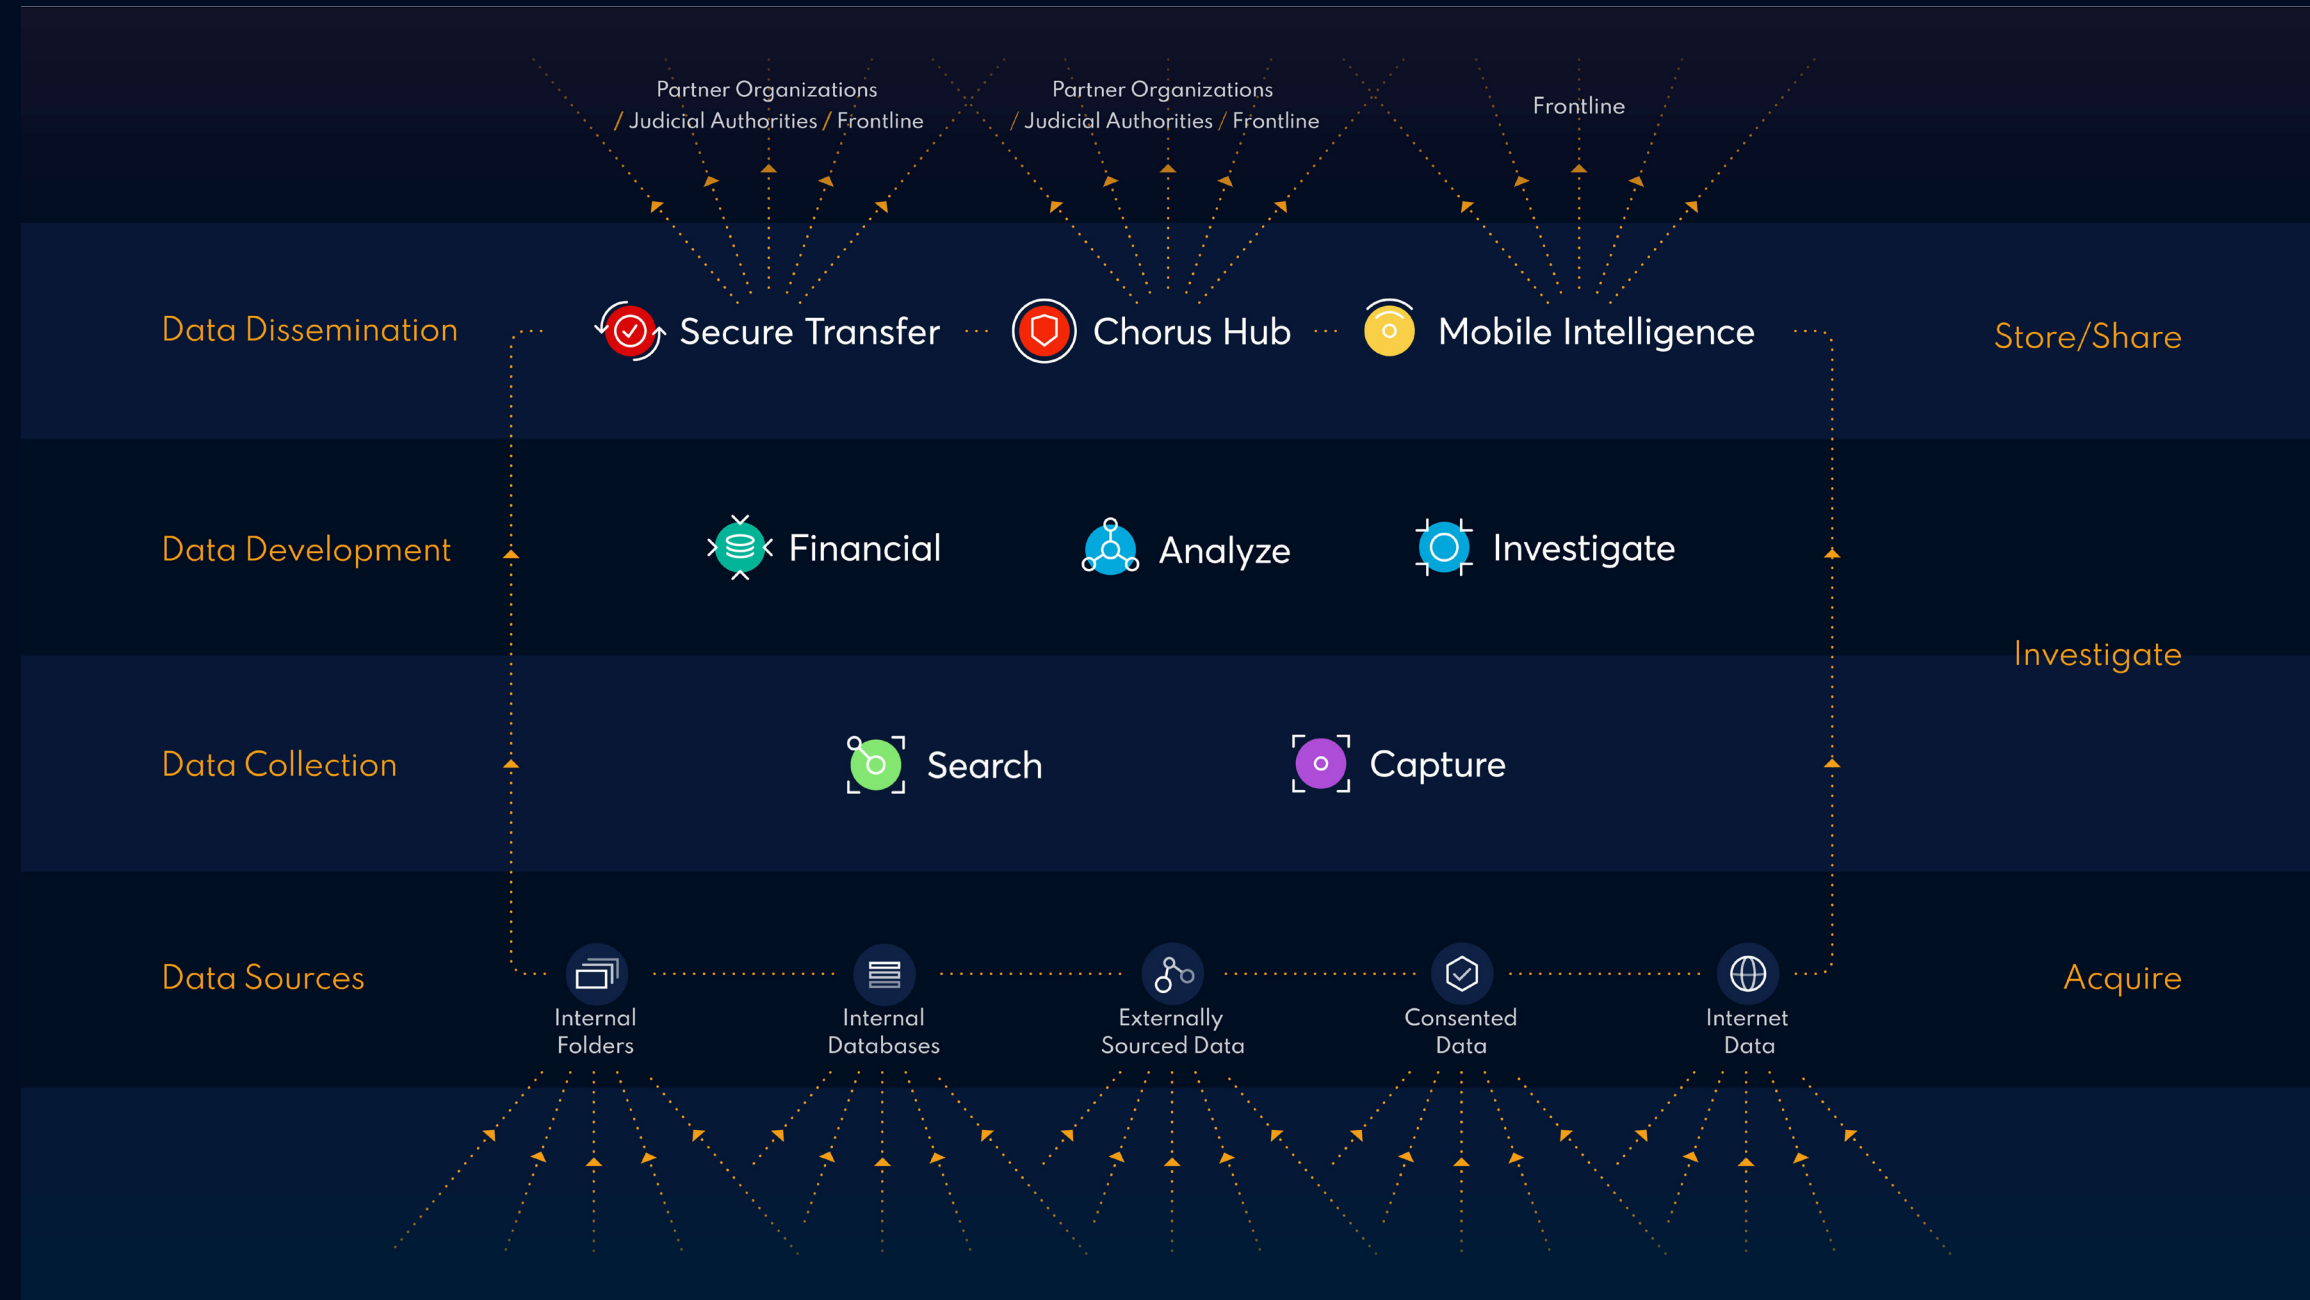 Partner Organizations
/ Judicial Authorities / Frontline
Partner Organizations
/ Judicial Authorities / Frontline
Frontline
Data Dissemination
Secure Transfer
Chorus Hub
Mobile Intelligence
Store/Share
Data Development
Financial
Analyze
Investigate
Investigate
Data Collection
Search
Capture
Data Sources
Acquire
Internal
Folders
Internal
Databases
Externally
Sourced Data
Consented
Data
Internet
Data